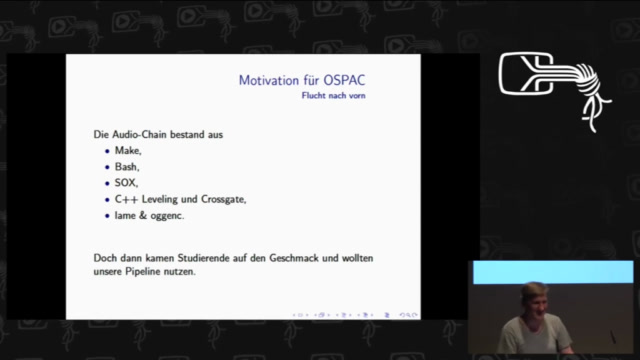 Motivation für OSPAC
Flucht nach vorn
Die Audio-Chain bestand aus
• Make,
• Bash,
• SOX,
• C++ Leveling und Crossgate,
• lame & oggenc.
Doch dann kamen Studierende auf den Geschmack und wollten
unsere Pipeline nutzen.